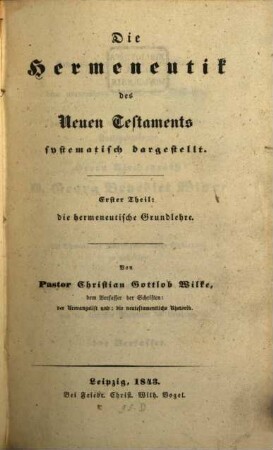 Die
Hermeneutik
des
Neuen Testaments
systematisch dargestellt.
Erster Theil:
die hermeneutische Grundlehre.
Von
Pastor Christian Gottlob Wilke,
dem Verfasser der Schriften:
der Urevangelist und: die neutestamentliche Rhetorik.
Leipzig, 1843.
Bei Friedr. Christ. Wilh. Vogel.